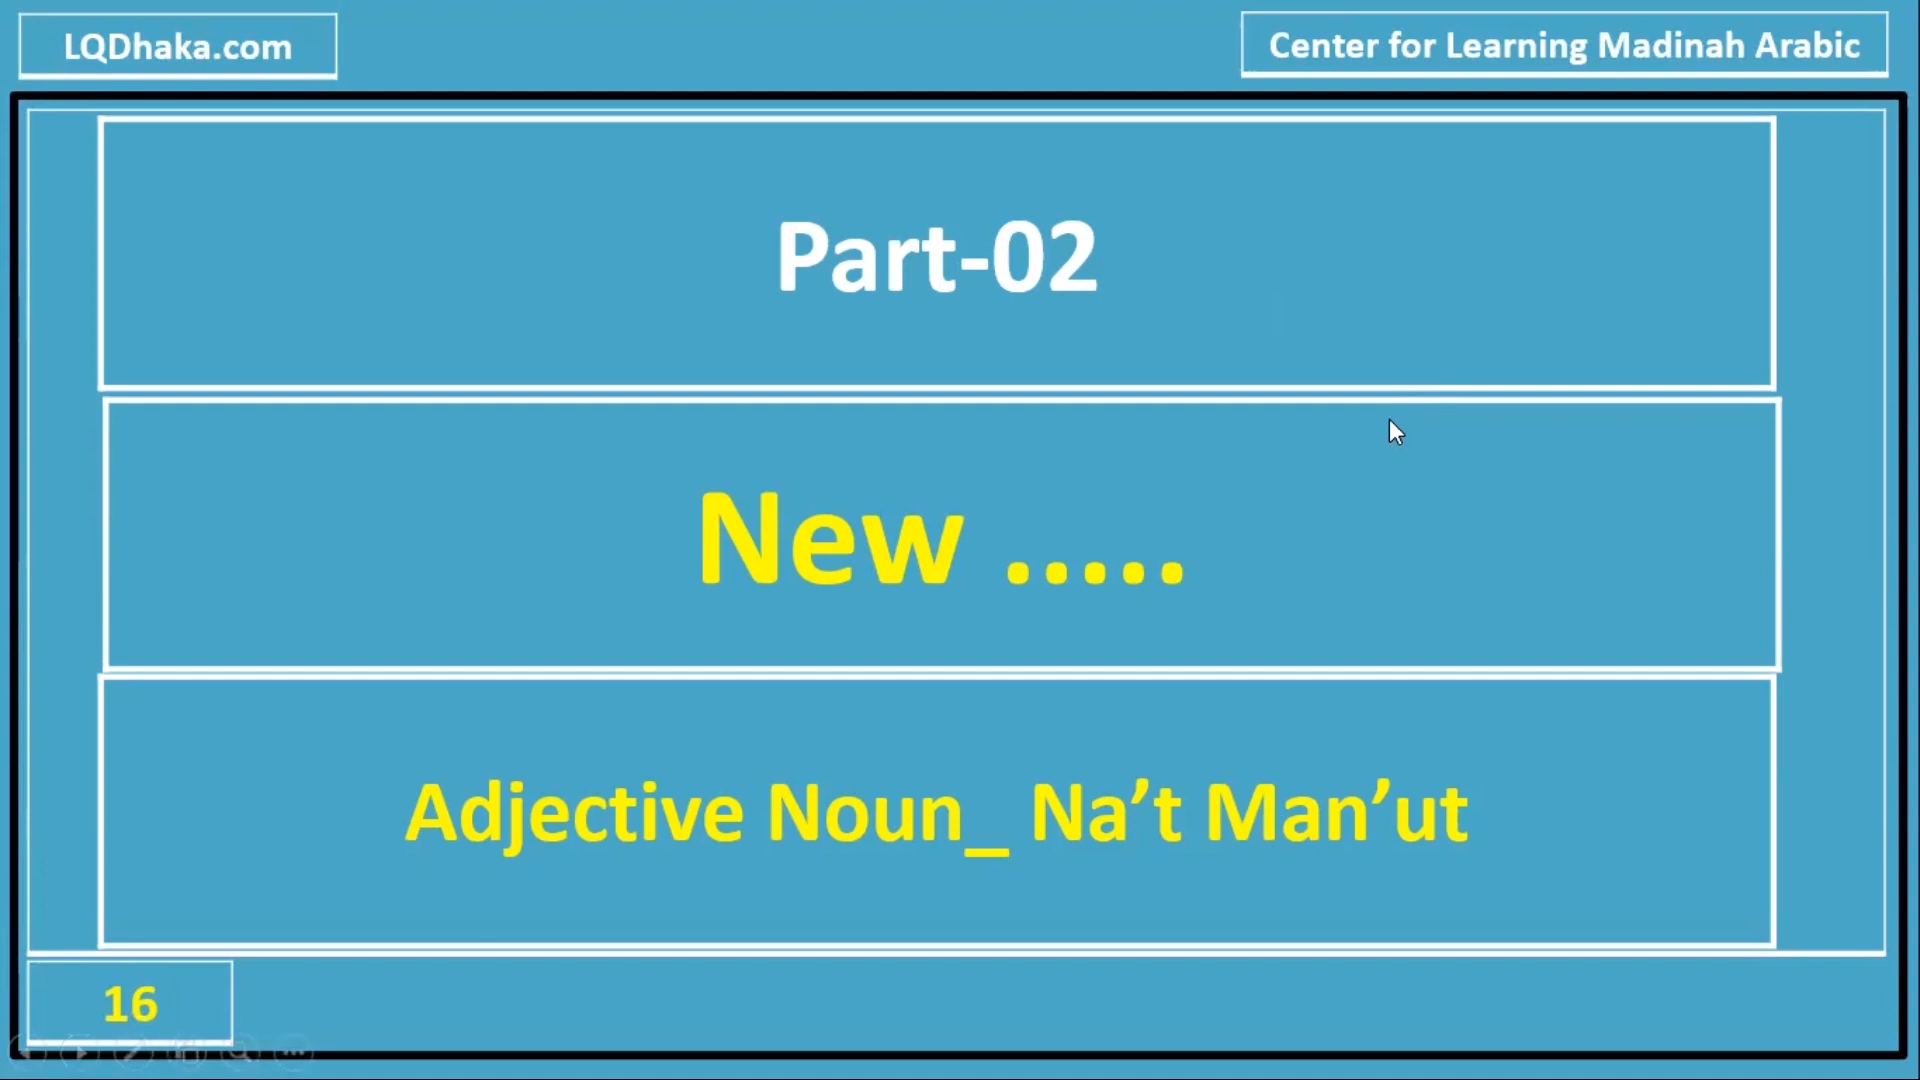 LQDhaka.com
Center for Learning Madinah Arabic
Part-02
New .....
Adjective Noun_ Na’t Man’ut
16